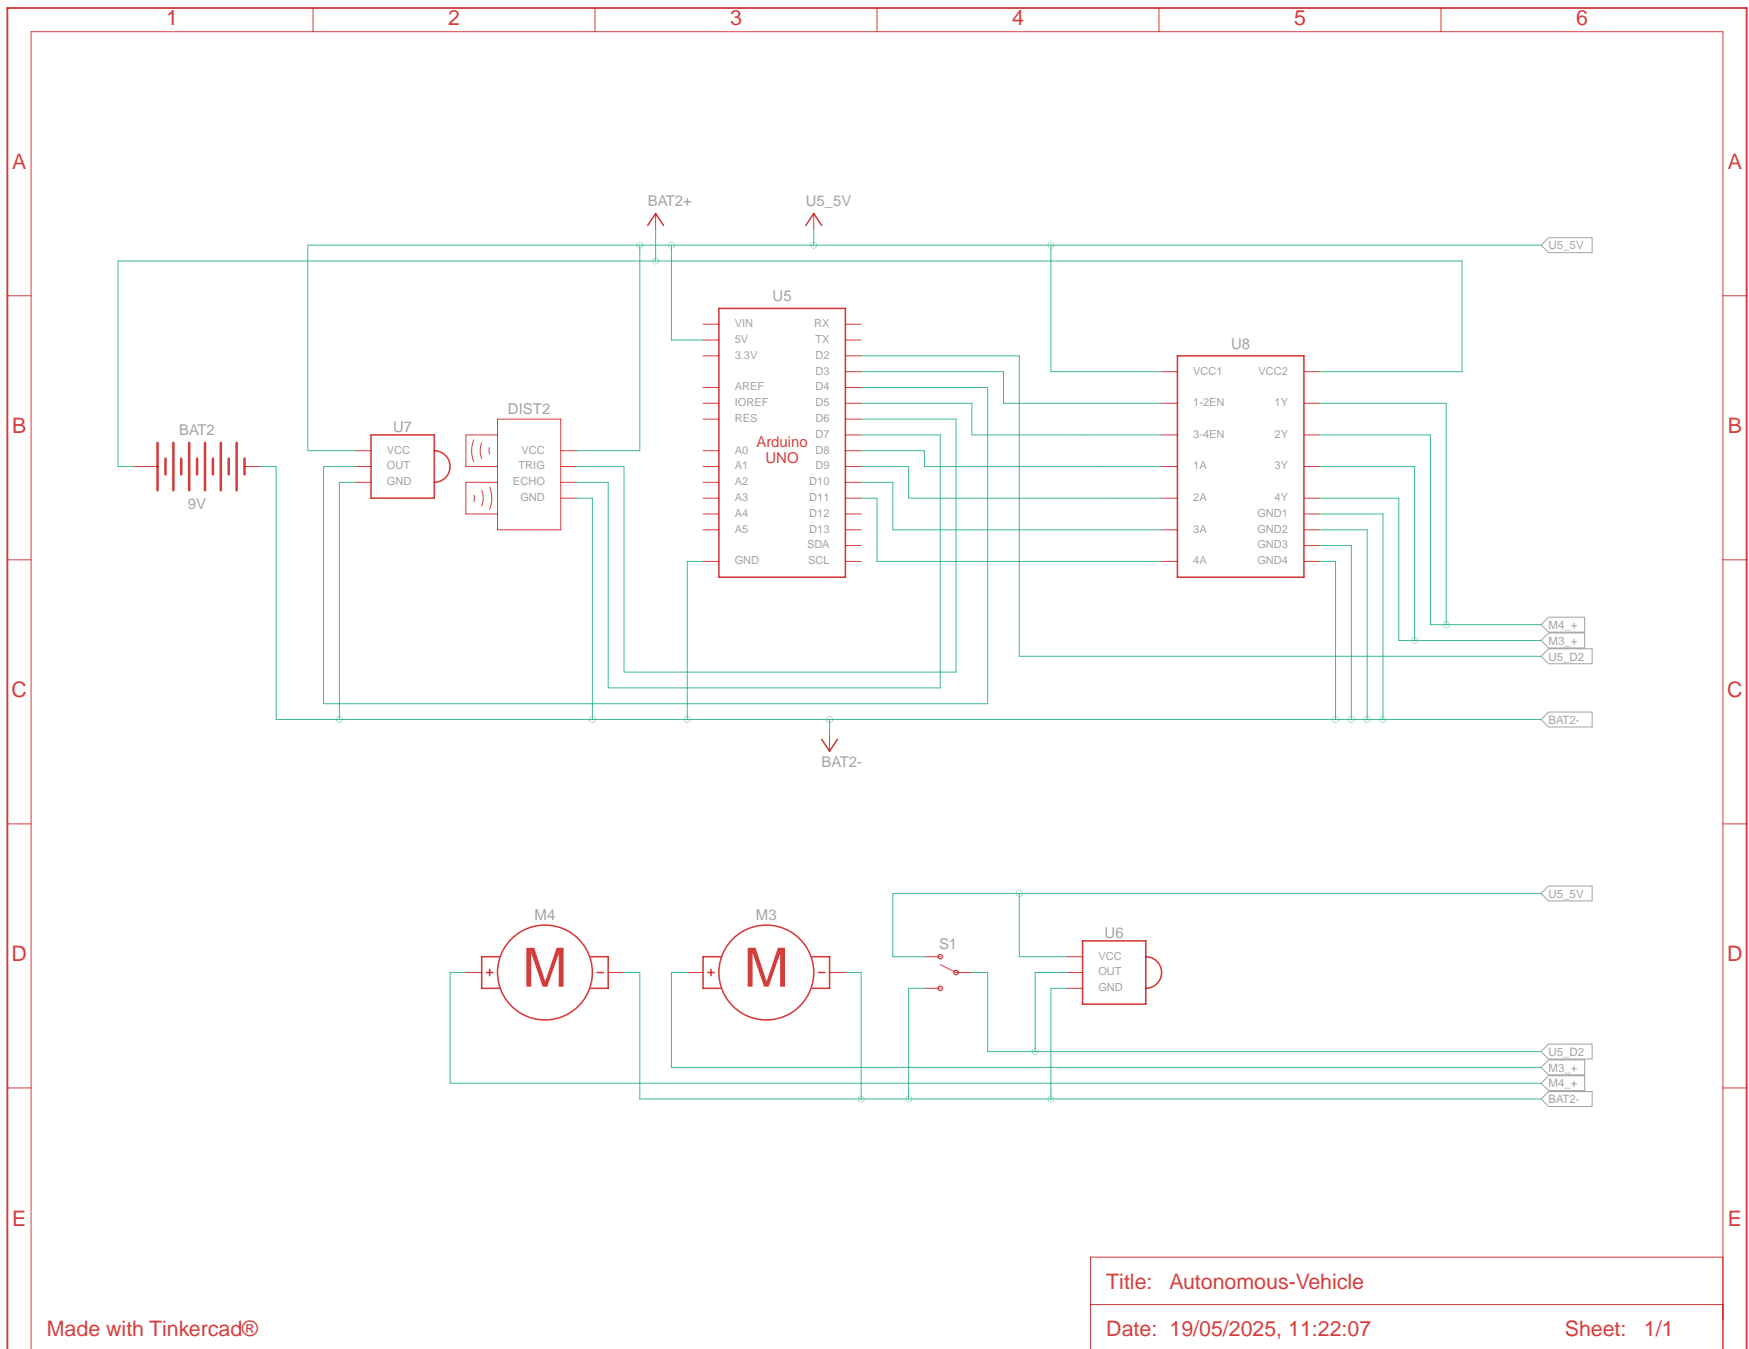 1 2 3 4 5 6
A A
BAT2+ U5_5V
U5_5V
U5
VIN RX
5V TX
3.3V D2
D3
AREF D4
IOREF D5
RES D6
D7
A0 D8
A1 D9
A2 D10
A3 D11
A4 D12
A5 D13
SDA
GND SCL
Arduino
UNO
U8
VCC1 VCC2
1-2EN 1Y
3-4EN 2Y
1A 3Y
2A 4Y
GND1
3A GND2
GND3
4A GND4
B B
BAT2
9V
U7
VCC
OUT
GND
DIST2
VCC
TRIG
ECHO
GND
M4_+
M3_+
U5_D2
C C
BAT2-
BAT2-
U5_5V
M4
+ M -
M3
+ M -
S1
U6
VCC
OUT
GND
D D
U5_D2
M3_+
M4_+
BAT2-
E E
Title: Autonomous-Vehicle
Made with Tinkercad®
Date: 19/05/2025, 11:22:07 Sheet: 1/1